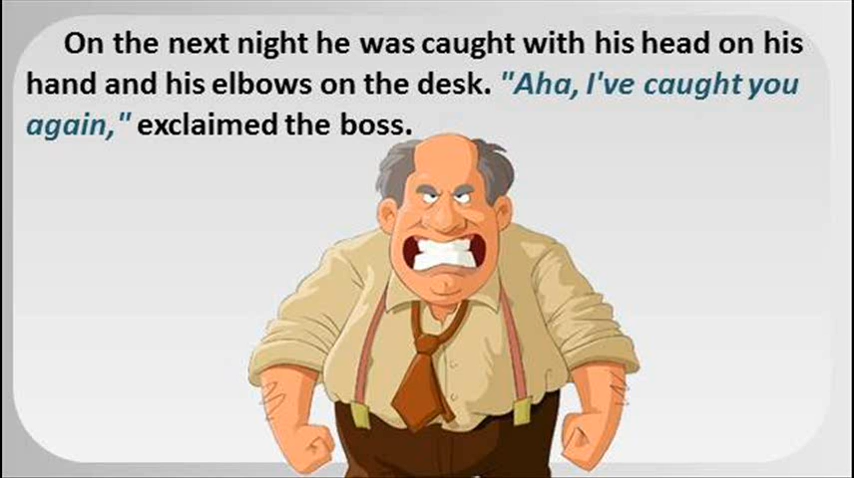 On the next night he was caught with his head on his
hand and his elbows on the desk. "Aha, I've caught you
again," exclaimed the boss.